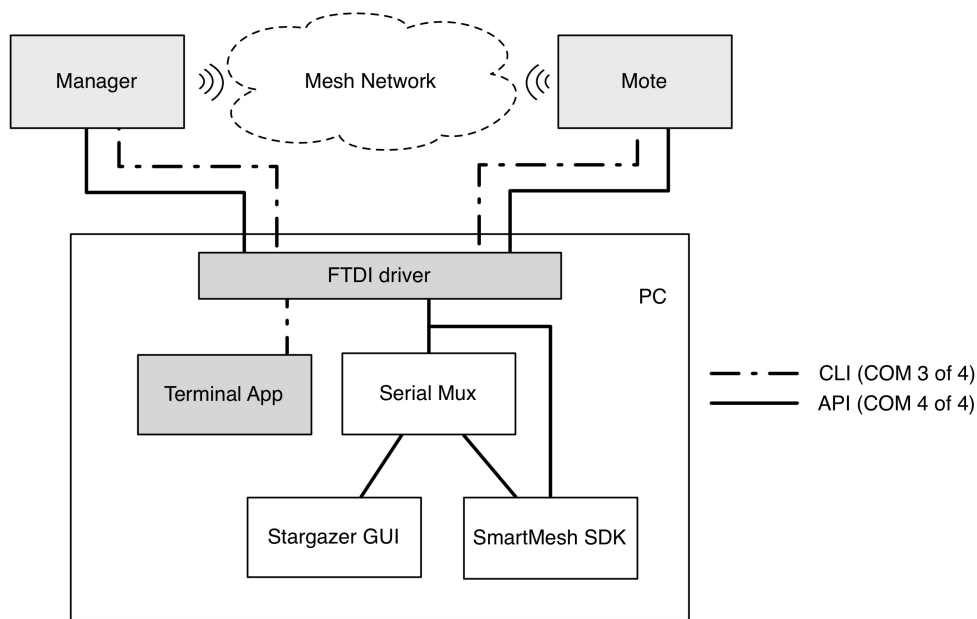 Manager
Mesh Network
Mote
FTDI driver
PC
Terminal App
Serial Mux
CLI (COM 3 of 4)
API (COM 4 of 4)
Stargazer GUI
SmartMesh SDK